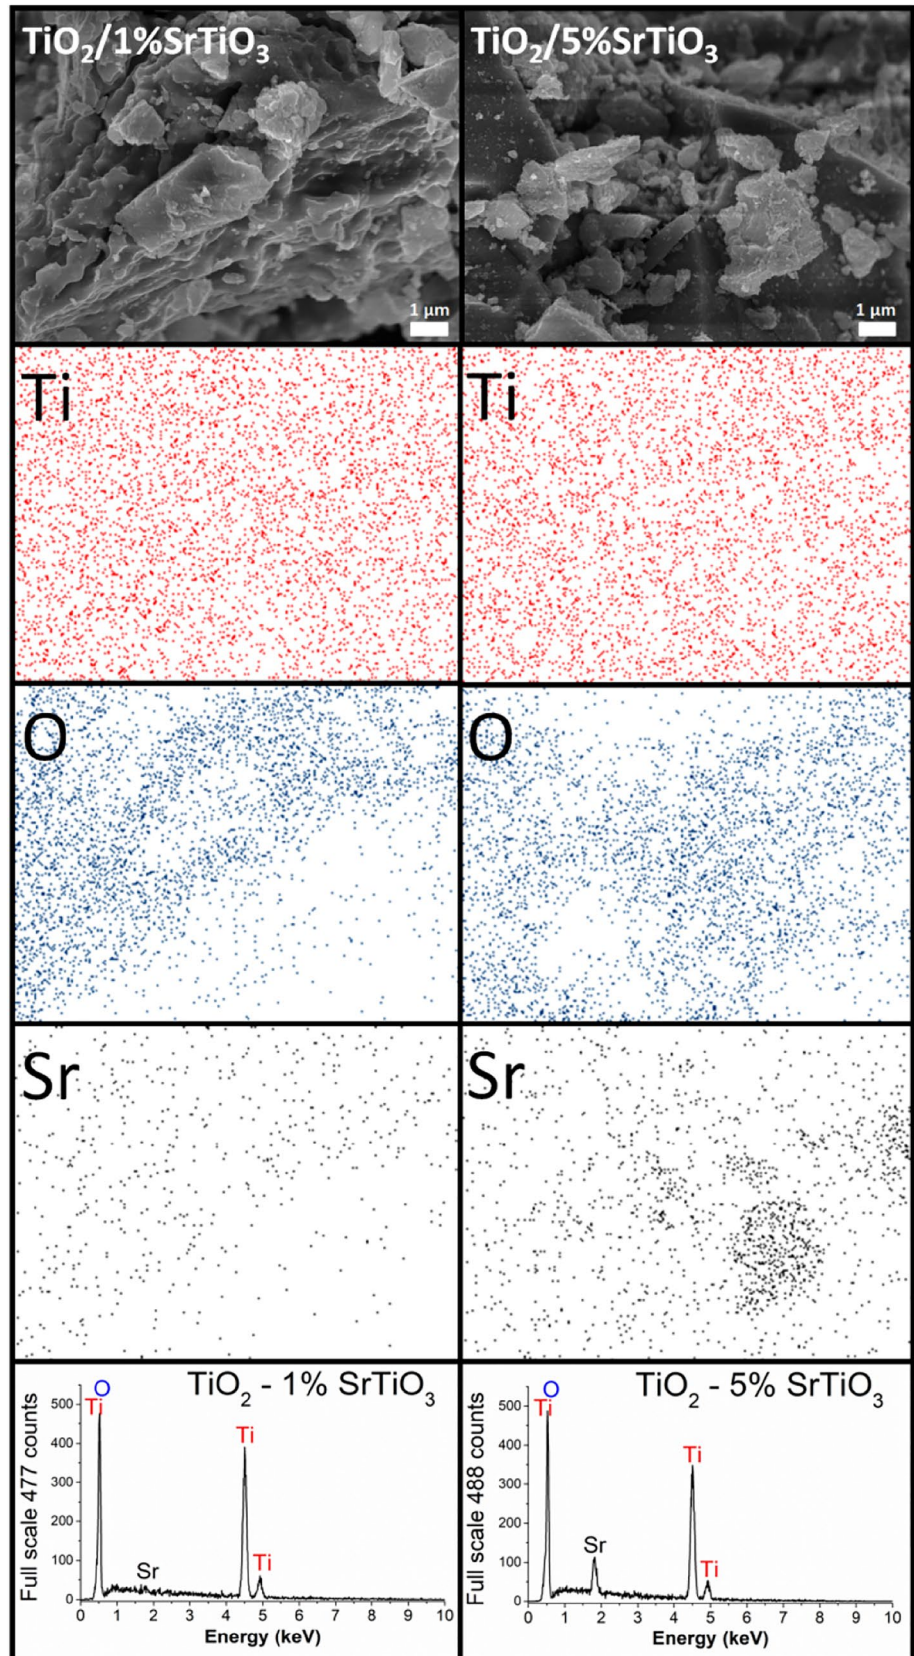 TiO₂/1%SrTiO₃
TiO₂/5%SrTiO₃
1 µm
1 µm
Ti
Ti
O
O
Sr
Sr
TiO₂ - 1% SrTiO₃
O
Ti
Ti
Sr
Ti
Full scale 477 counts
500
400
300
200
100
0
0 1 2 3 4 5 6 7 8 9 10
Energy (keV)
TiO₂ - 5% SrTiO₃
O
Ti
Ti
Sr
Ti
Full scale 488 counts
500
400
300
200
100
0
0 1 2 3 4 5 6 7 8 9 10
Energy (keV)